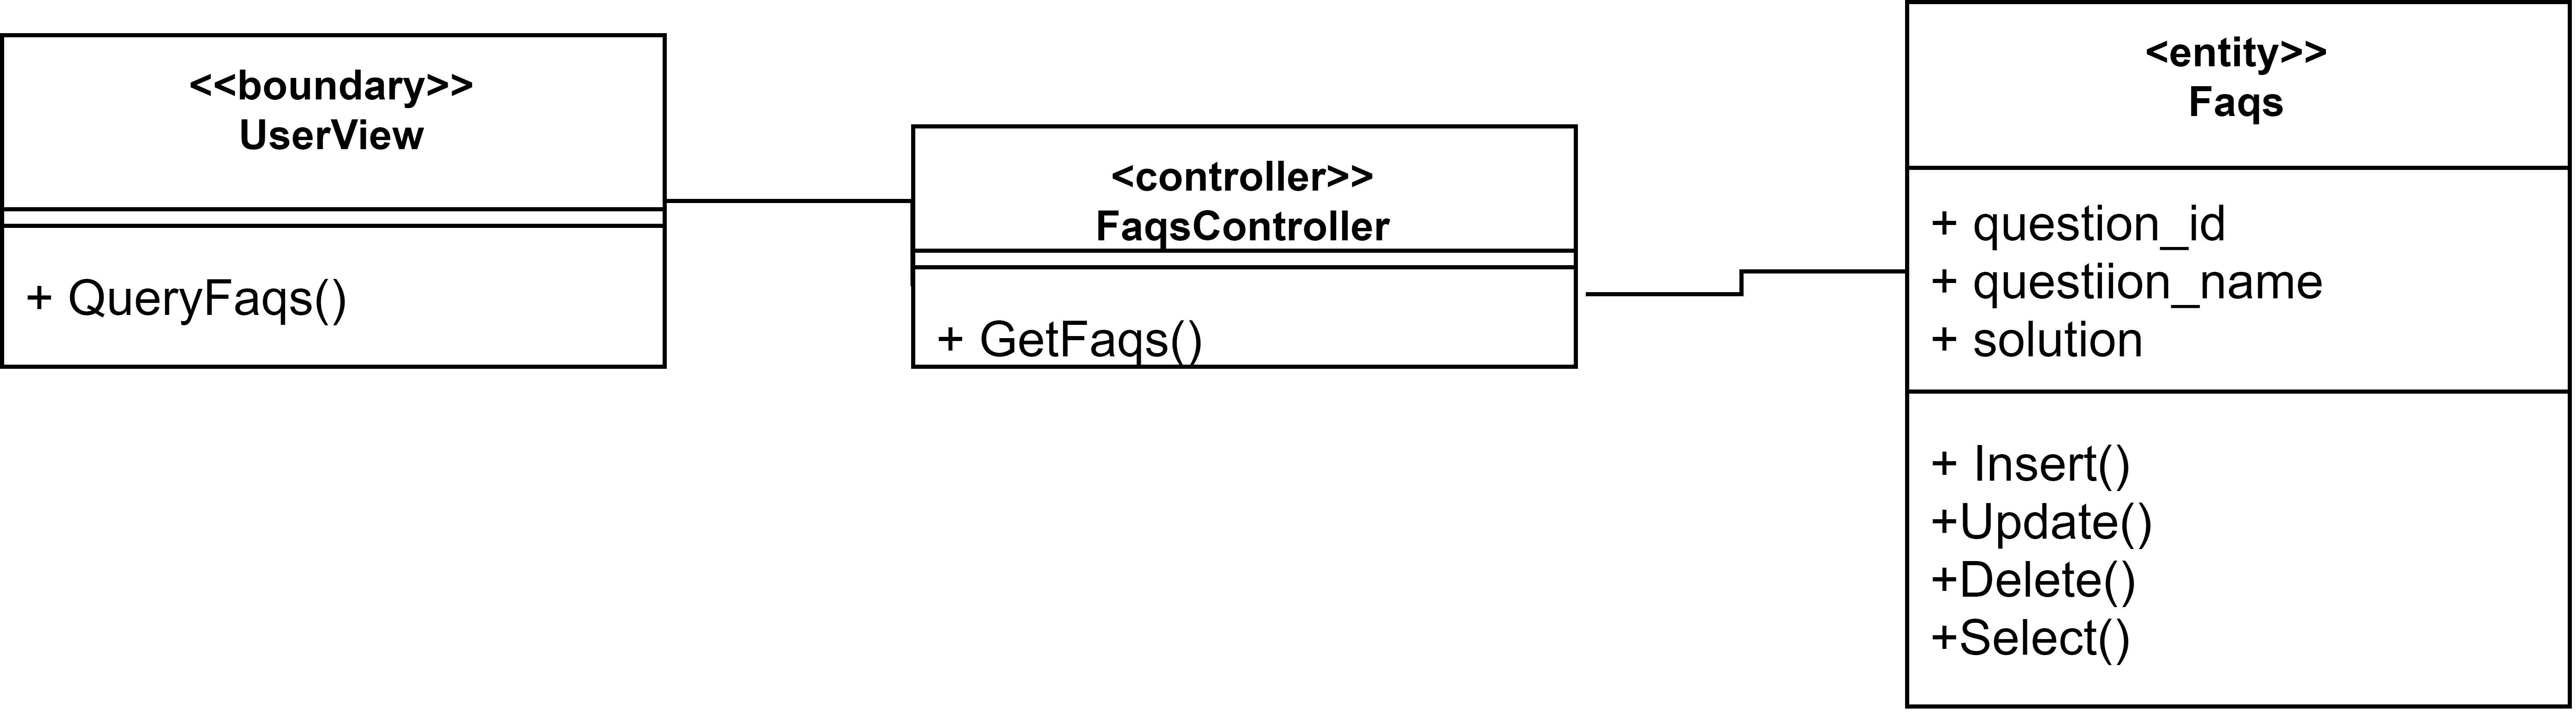 <<boundary>>
UserView
+ QueryFaqs()
<controller>>
FaqsController
+ GetFaqs()
<entity>>
Faqs
+ question_id
+ questiion_name
+ solution
+ Insert()
+Update()
+Delete()
+Select()